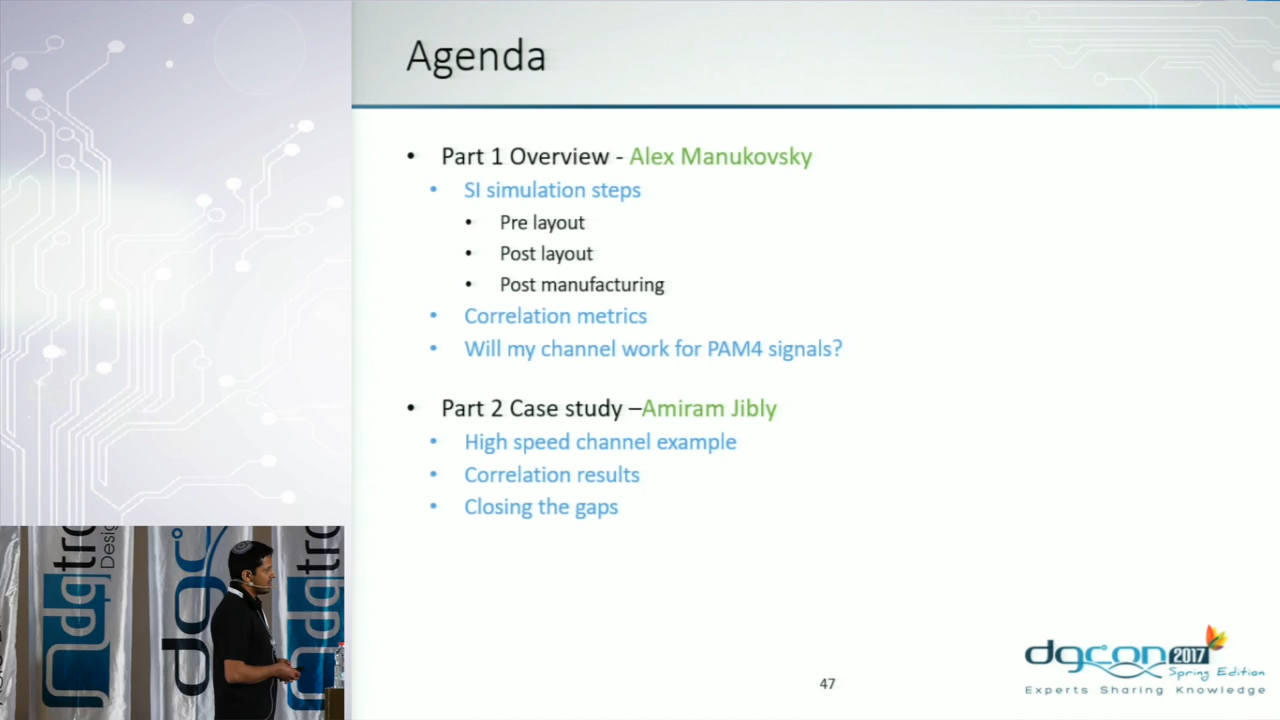 Agenda
• Part 1 Overview - Alex Manukovsky
• SI simulation steps
• Pre layout
• Post layout
• Post manufacturing
• Correlation metrics
• Will my channel work for PAM4 signals?
• Part 2 Case study –Amiram Jibly
• High speed channel example
• Correlation results
• Closing the gaps
47
dgcon 2017
Spring Edition
Experts Sharing Knowledge